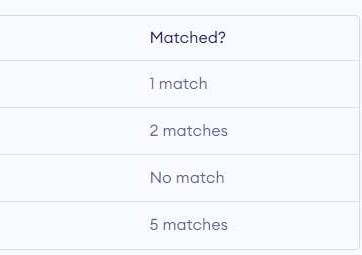 Matched?
1 match
2 matches
No match
5 matches